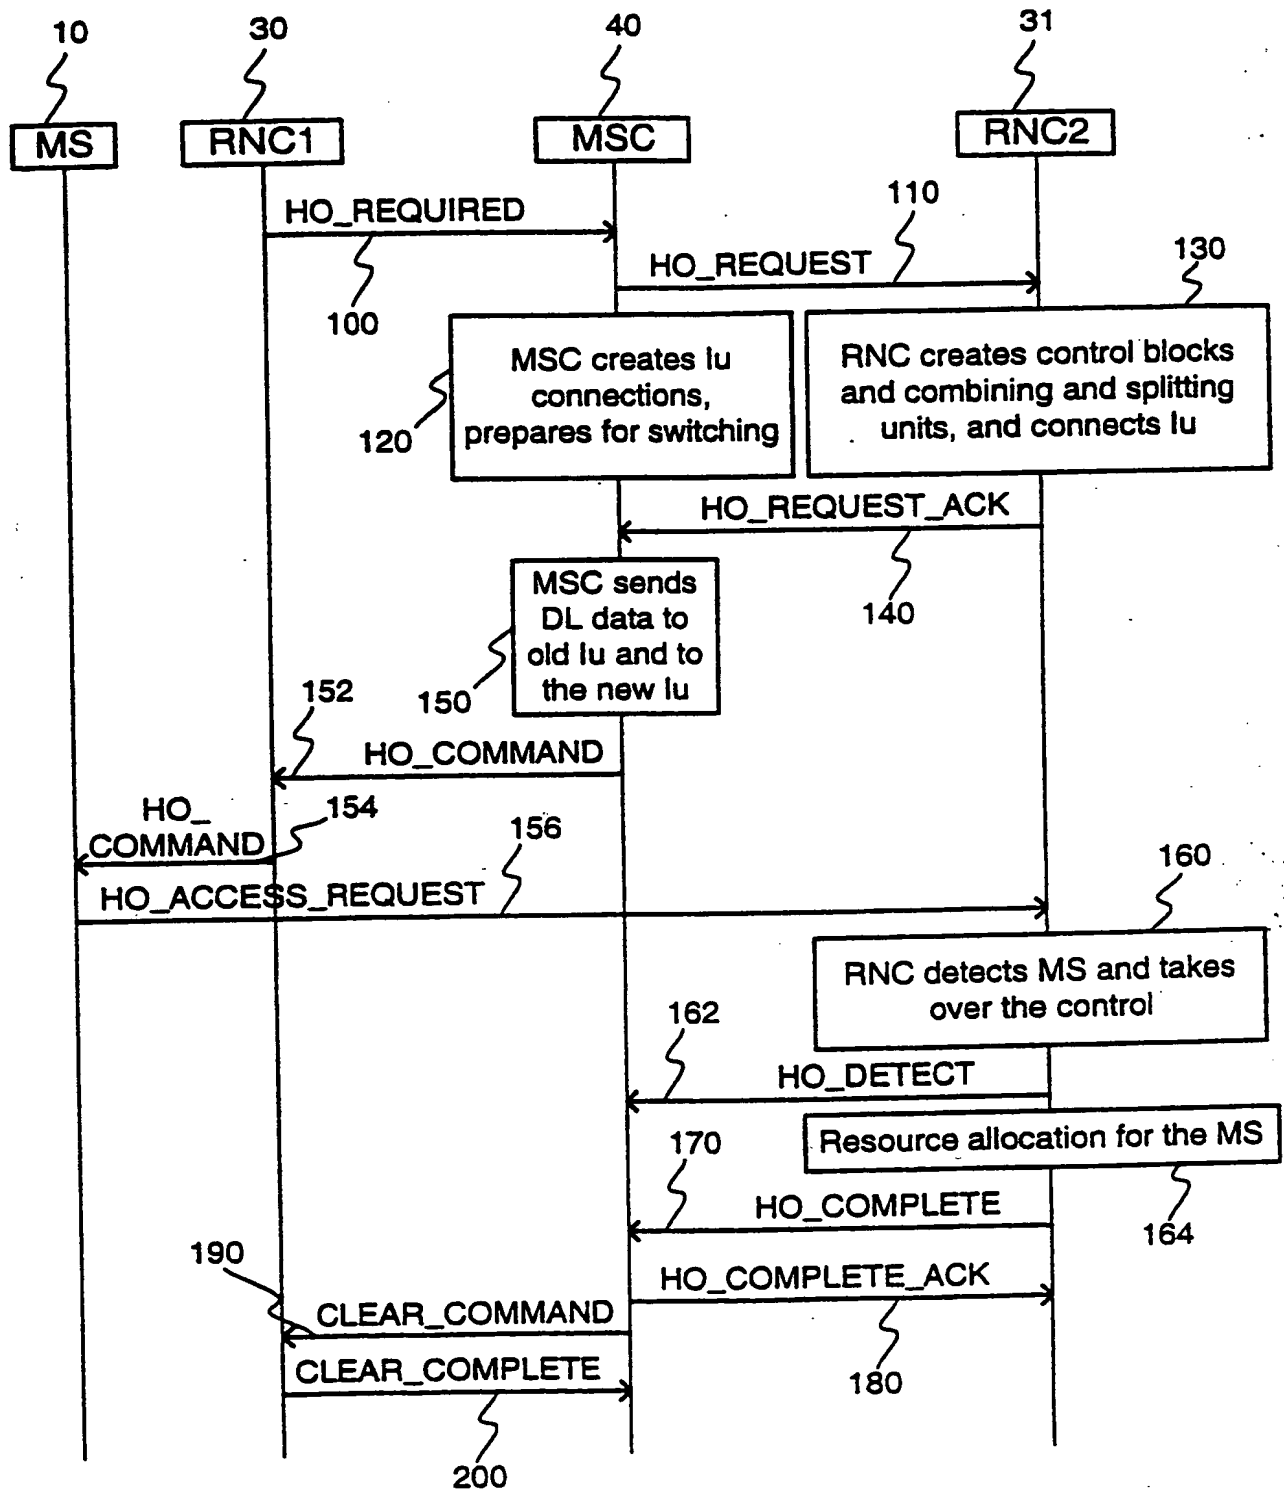 10
30
40
31
MS
RNC1
MSC
RNC2
HO_REQUIRED
100
HO_REQUEST
110
130
MSC creates Iu
connections,
prepares for switching
120
RNC creates control blocks
and combining and splitting
units, and connects Iu
HO_REQUEST_ACK
140
MSC sends
DL data to
old Iu and to
the new Iu
150
152
HO_COMMAND
HO_
COMMAND
154
156
HO_ACCESS_REQUEST
160
RNC detects MS and takes
over the control
162
HO_DETECT
Resource allocation for the MS
164
170
HO_COMPLETE
190
HO_COMPLETE_ACK
180
CLEAR_COMMAND
CLEAR_COMPLETE
200